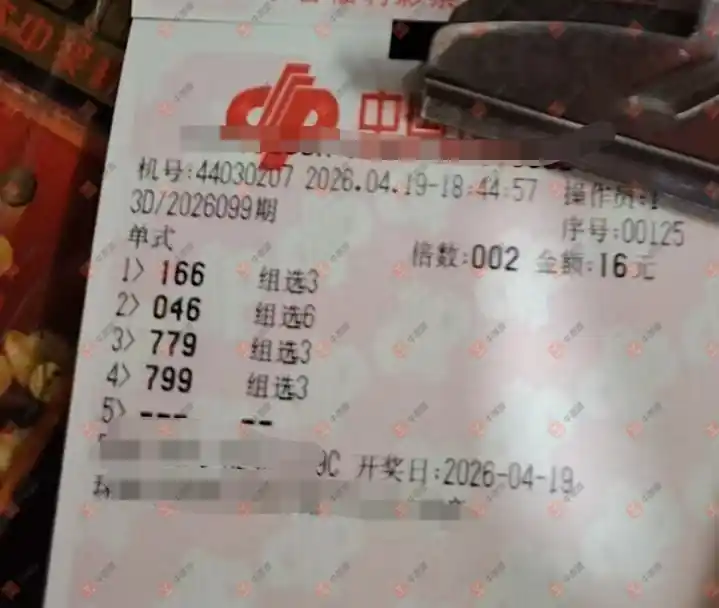 中国
机号:44030207 2026.04.19-18:44:57 操作员:1
3D/2026099期
序号:00125
单式
倍数:002 金额:16元
1> 166 组选3
2> 046 组选6
3> 779 组选3
4> 799 组选3
5> --- --
9C 开奖日:2026-04-19